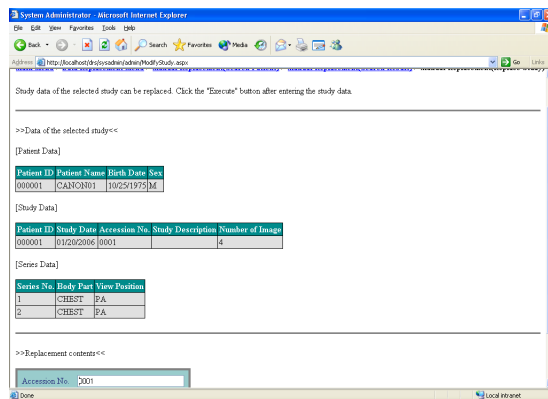 System Administrator - Microsoft Internet Explorer
File Edit View Favorites Tools Help
Back Search Favorites Media
Address http://localhost/drs/sysadmin/admin/ModifyStudy.aspx Go Links
Study data of the selected study can be replaced. Click the "Execute" button after entering the study data.
>>Data of the selected study<<
[Patient Data]
Patient ID Patient Name Birth Date Sex
000001 CANON01 10/25/1975 M
[Study Data]
Patient ID Study Date Accession No. Study Description Number of Image
000001 01/20/2006 0001 4
[Series Data]
Series No. Body Part View Position
1 CHEST PA
2 CHEST PA
>>Replacement contents<<
Accession No. 0001
Done Local intranet